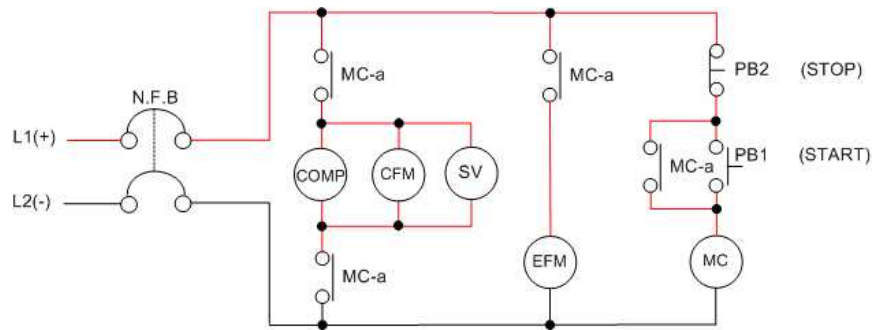 MC-a
MC-a
PB2 (STOP)
N.F.B
L1(+)
COMP
CFM
SV
MC-a
PB1 (START)
L2(-)
MC-a
EFM
MC